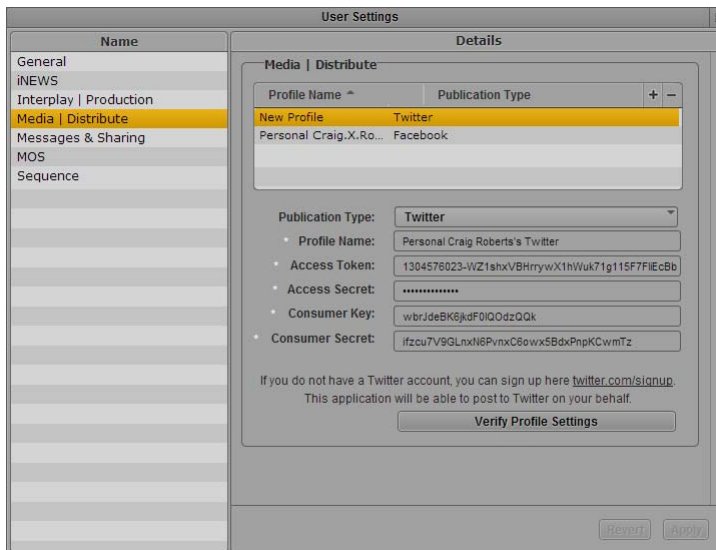 User Settings
Name
General
iNEWS
Interplay | Production
Media | Distribute
Messages & Sharing
MOS
Sequence
Details
Media | Distribute
Profile Name Publication Type + −
New Profile Twitter
Personal Craig.X.Ro... Facebook
Publication Type: Twitter
* Profile Name: Personal Craig Roberts's Twitter
* Access Token: 1304576023-WZ1shxVBHrrywX1hWuk71g115F7FliEcBb
* Access Secret: ••••••••••••••
* Consumer Key: wbrJdeBK6jkdF0lQOdzQQk
* Consumer Secret: ifzcu7V9GLnxN6PvnxC6owx5BdxPnpKCwmTz
If you do not have a Twitter account, you can sign up here twitter.com/signup.
This application will be able to post to Twitter on your behalf.
Verify Profile Settings
Revert Apply